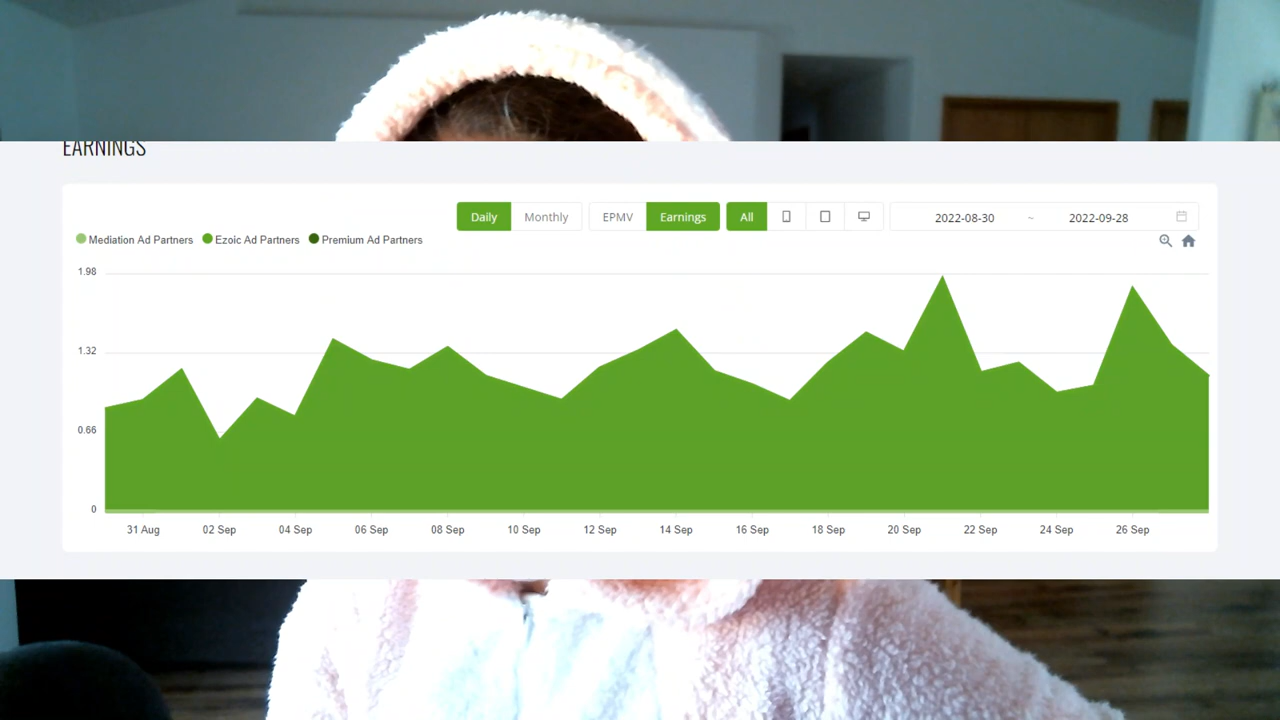 EARNINGS
Daily Monthly EPMV Earnings All 2022-08-30 ~ 2022-09-28
Mediation Ad Partners Ezoic Ad Partners Premium Ad Partners
1.98
1.32
0.66
0
31 Aug 02 Sep 04 Sep 06 Sep 08 Sep 10 Sep 12 Sep 14 Sep 16 Sep 18 Sep 20 Sep 22 Sep 24 Sep 26 Sep